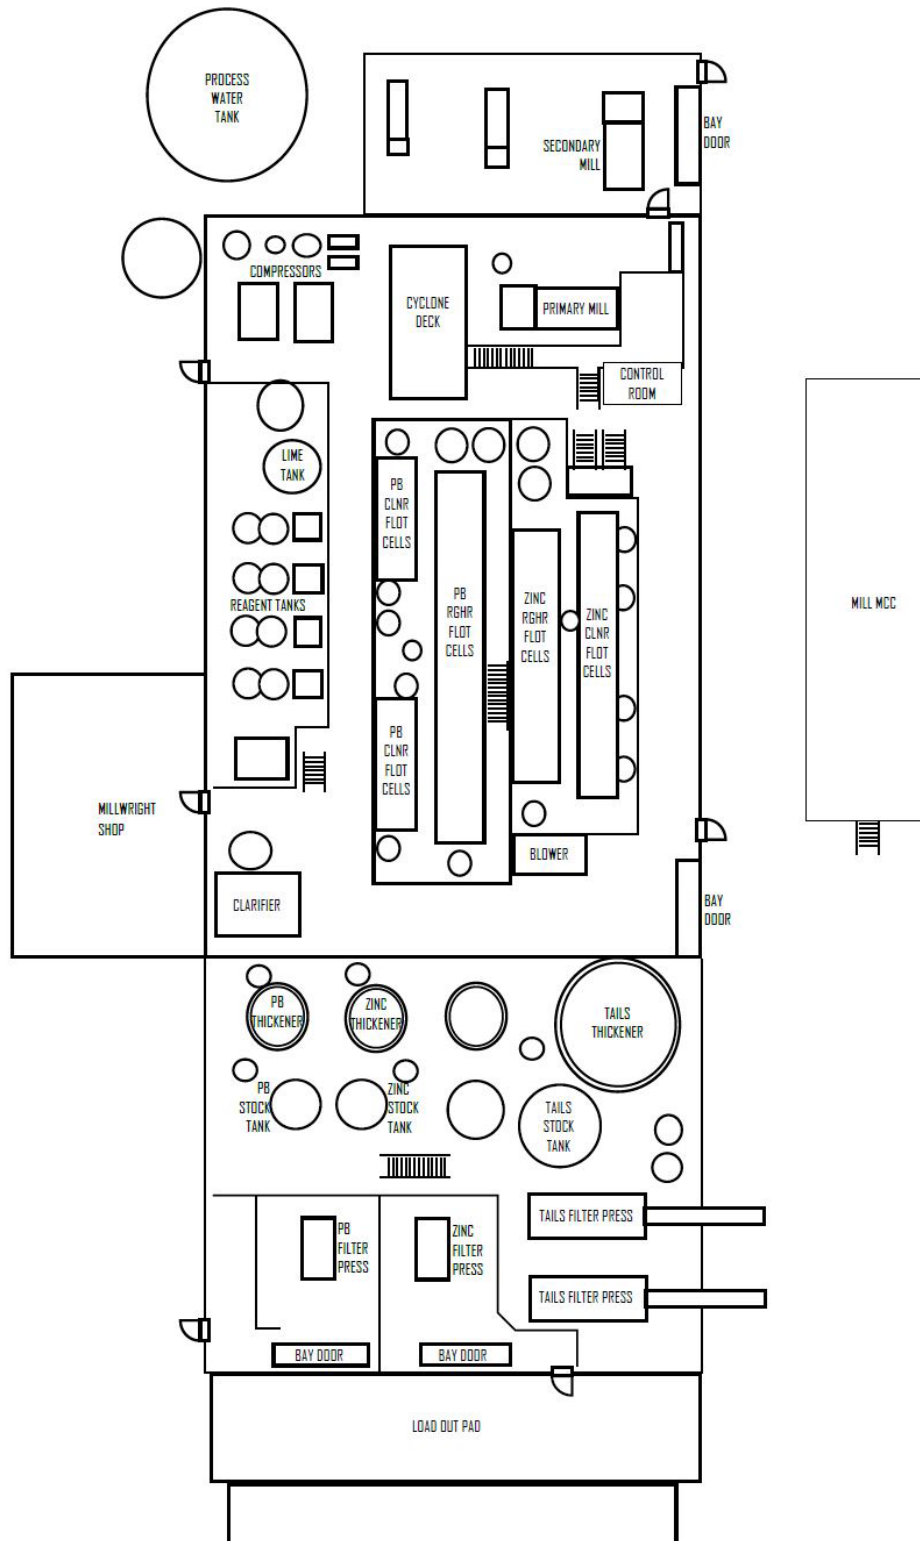 PROCESS
WATER
TANK
BAY
DOOR
SECONDARY
MILL
COMPRESSORS
CYCLONE
DECK
PRIMARY MILL
CONTROL
ROOM
LIME
TANK
PB
CLNR
FLOT
CELLS
PB
RGHR
FLOT
CELLS
ZINC
RGHR
FLOT
CELLS
ZINC
CLNR
FLOT
CELLS
MILL MCC
REAGENT TANKS
PB
CLNR
FLOT
CELLS
MILLWRIGHT
SHOP
BLOWER
CLARIFIER
BAY
DOOR
PB
THICKENER
ZINC
THICKENER
TAILS
THICKENER
PB
STOCK
TANK
ZINC
STOCK
TANK
TAILS
STOCK
TANK
PB
FILTER
PRESS
ZINC
FILTER
PRESS
TAILS FILTER PRESS
TAILS FILTER PRESS
BAY DOOR
BAY DOOR
LOAD OUT PAD